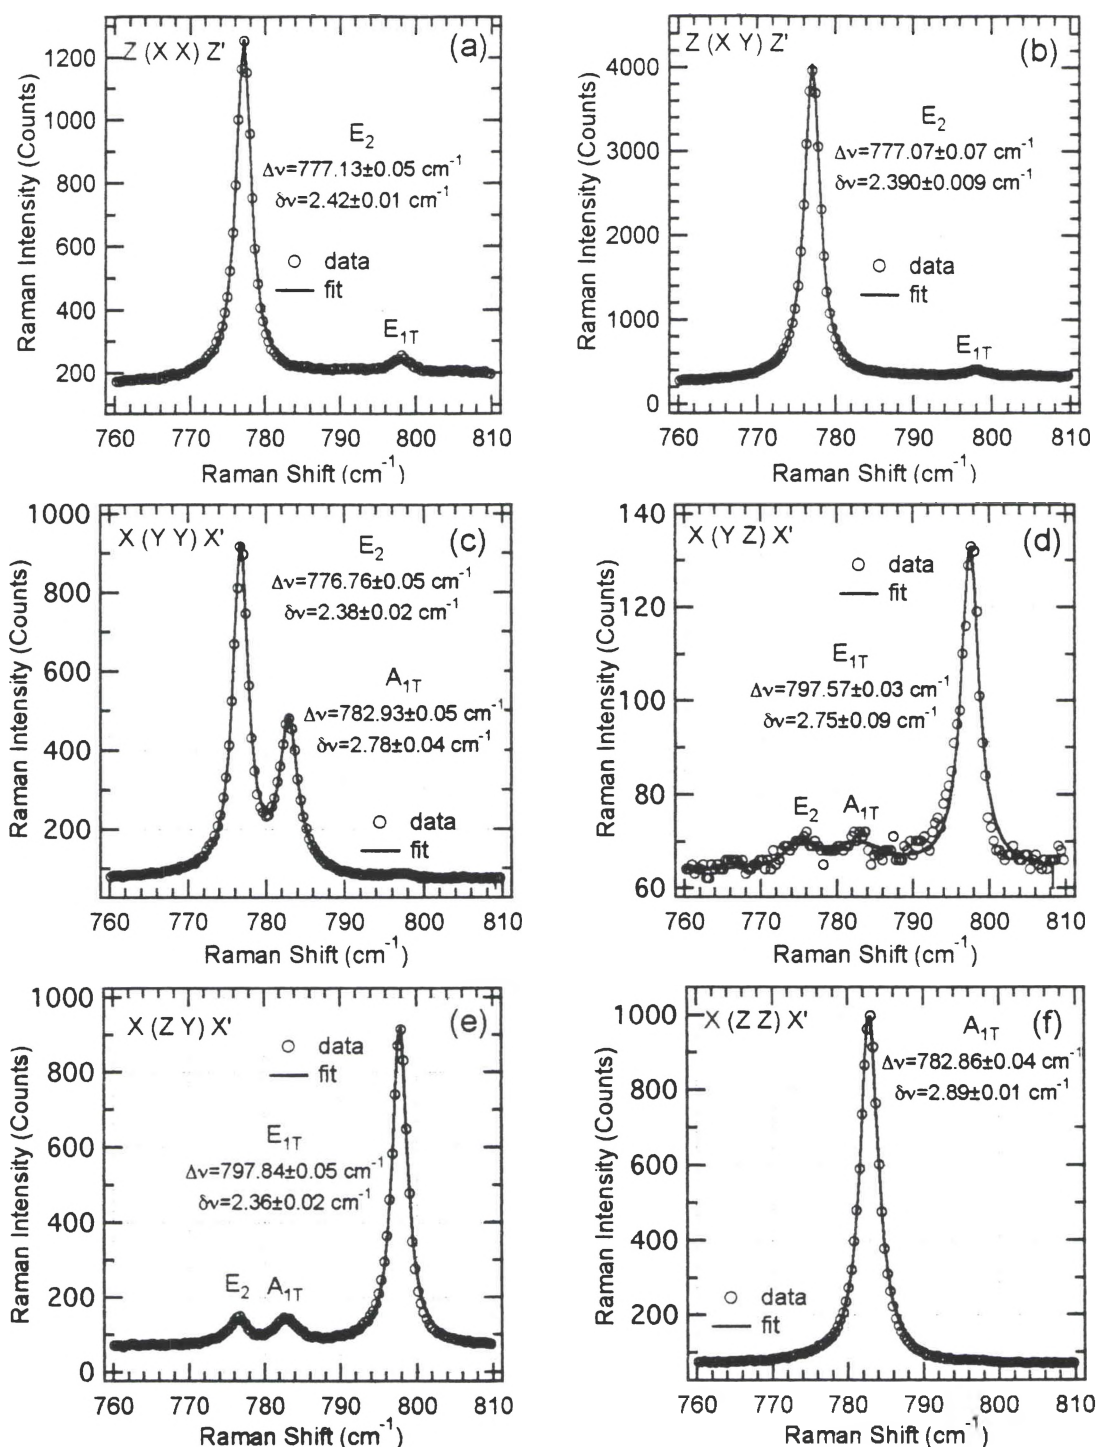 Z (X X) Z'
(a)
E2
Δν=777.13±0.05 cm-1
δν=2.42±0.01 cm-1
data
fit
E1T
1200
1000
800
600
400
200
Raman Intensity (Counts)
760 770 780 790 800 810
Raman Shift (cm-1)
Z (X Y) Z'
(b)
E2
Δν=777.07±0.07 cm-1
δν=2.390±0.009 cm-1
data
fit
E1T
4000
3000
2000
1000
0
Raman Intensity (Counts)
760 770 780 790 800 810
Raman Shift (cm-1)
X (Y Y) X'
(c)
E2
Δν=776.76±0.05 cm-1
δν=2.38±0.02 cm-1
A1T
Δν=782.93±0.05 cm-1
δν=2.78±0.04 cm-1
data
fit
1000
800
600
400
200
Raman Intensity (Counts)
760 770 780 790 800 810
Raman Shift (cm-1)
X (Y Z) X'
(d)
data
fit
E1T
Δν=797.57±0.03 cm-1
δν=2.75±0.09 cm-1
E2 A1T
140
120
100
80
60
Raman Intensity (Counts)
760 770 780 790 800 810
Raman Shift (cm-1)
X (Z Y) X'
(e)
data
fit
E1T
Δν=797.84±0.05 cm-1
δν=2.36±0.02 cm-1
E2 A1T
1000
800
600
400
200
0
Raman Intensity (Counts)
760 770 780 790 800 810
Raman Shift (cm-1)
X (Z Z) X'
(f)
A1T
Δν=782.86±0.04 cm-1
δν=2.89±0.01 cm-1
data
fit
1000
800
600
400
200
Raman Intensity (Counts)
760 770 780 790 800 810
Raman Shift (cm-1)